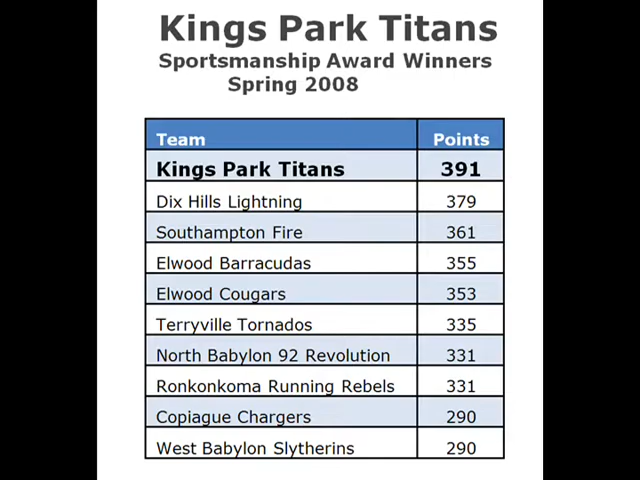 Kings Park Titans
Sportsmanship Award Winners
Spring 2008
Team Points
Kings Park Titans 391
Dix Hills Lightning 379
Southampton Fire 361
Elwood Barracudas 355
Elwood Cougars 353
Terryville Tornados 335
North Babylon 92 Revolution 331
Ronkonkoma Running Rebels 331
Copiague Chargers 290
West Babylon Slytherins 290